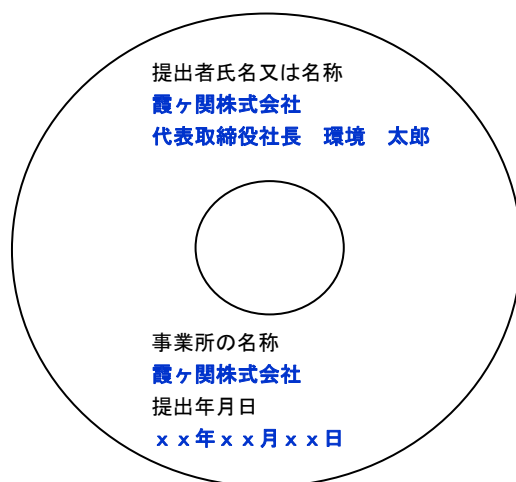 提出者氏名又は名称
霞ヶ関株式会社
代表取締役社長　環境　太郎
事業所の名称
霞ヶ関株式会社
提出年月日
ｘｘ年ｘｘ月ｘｘ日